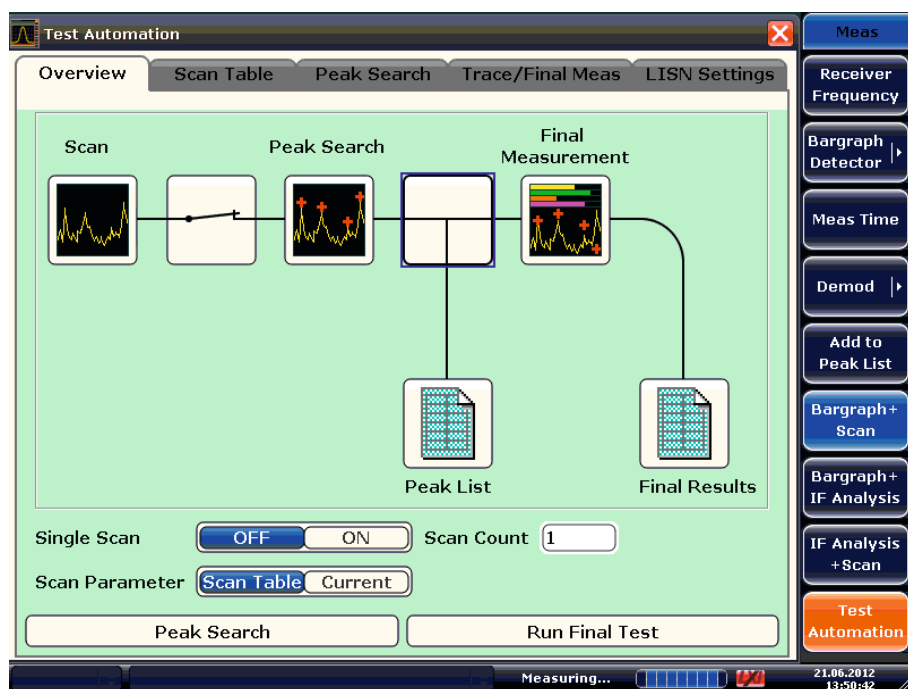 Test Automation
Overview
Scan Table
Peak Search
Trace/Final Meas
LISN Settings
Scan
Peak Search
Final
Measurement
Peak List
Final Results
Single Scan
OFF
ON
Scan Count
1
Scan Parameter
Scan Table
Current
Peak Search
Run Final Test
Meas
Receiver
Frequency
Bargraph
Detector
Meas Time
Demod
Add to
Peak List
Bargraph+
Scan
Bargraph+
IF Analysis
IF Analysis
+Scan
Test
Automation
Measuring...
LXI
21.06.2012
13:50:42